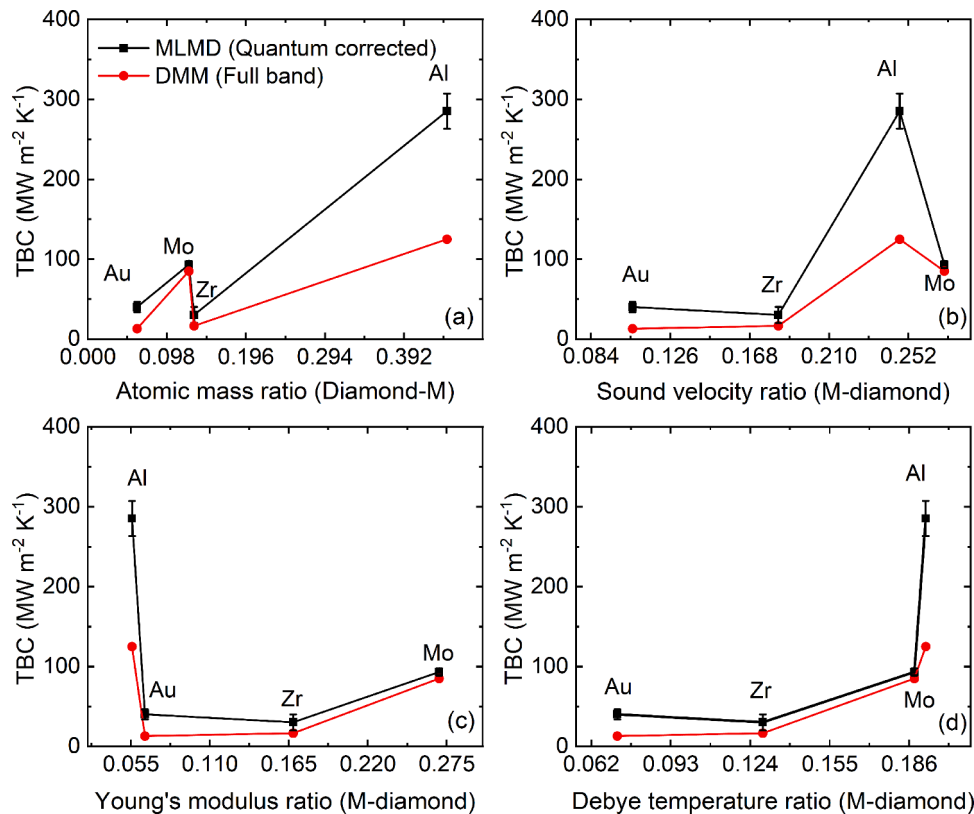 400
300
200
100
0
TBC (MW m⁻² K⁻¹)
MLMD (Quantum corrected)
DMM (Full band)
Au
Mo
Zr
Al
(a)
0.000 0.098 0.196 0.294 0.392
Atomic mass ratio (Diamond-M)
400
300
200
100
0
TBC (MW m⁻² K⁻¹)
Au
Zr
Al
Mo
(b)
0.084 0.126 0.168 0.210 0.252
Sound velocity ratio (M-diamond)
400
300
200
100
0
TBC (MW m⁻² K⁻¹)
Al
Au
Zr
Mo
(c)
0.055 0.110 0.165 0.220 0.275
Young's modulus ratio (M-diamond)
400
300
200
100
0
TBC (MW m⁻² K⁻¹)
Au
Zr
Al
Mo
(d)
0.062 0.093 0.124 0.155 0.186
Debye temperature ratio (M-diamond)